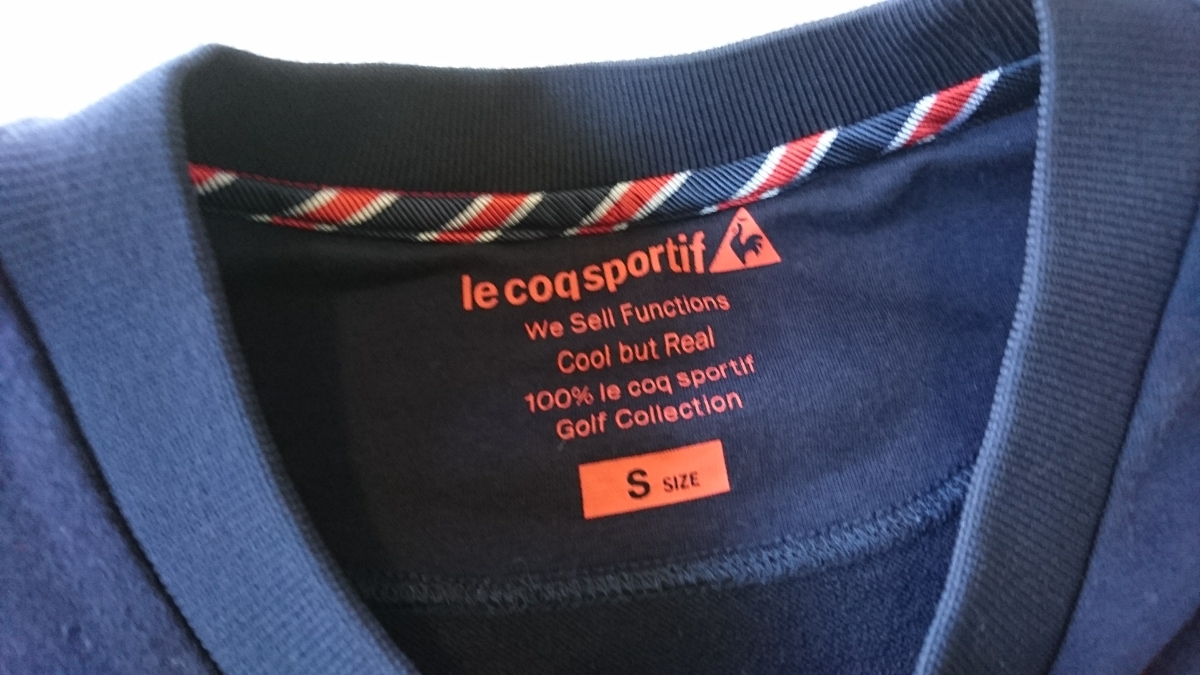 le coq sportif
We Sell Functions
Cool but Real
100% le coq sportif
Golf Collection
S SIZE